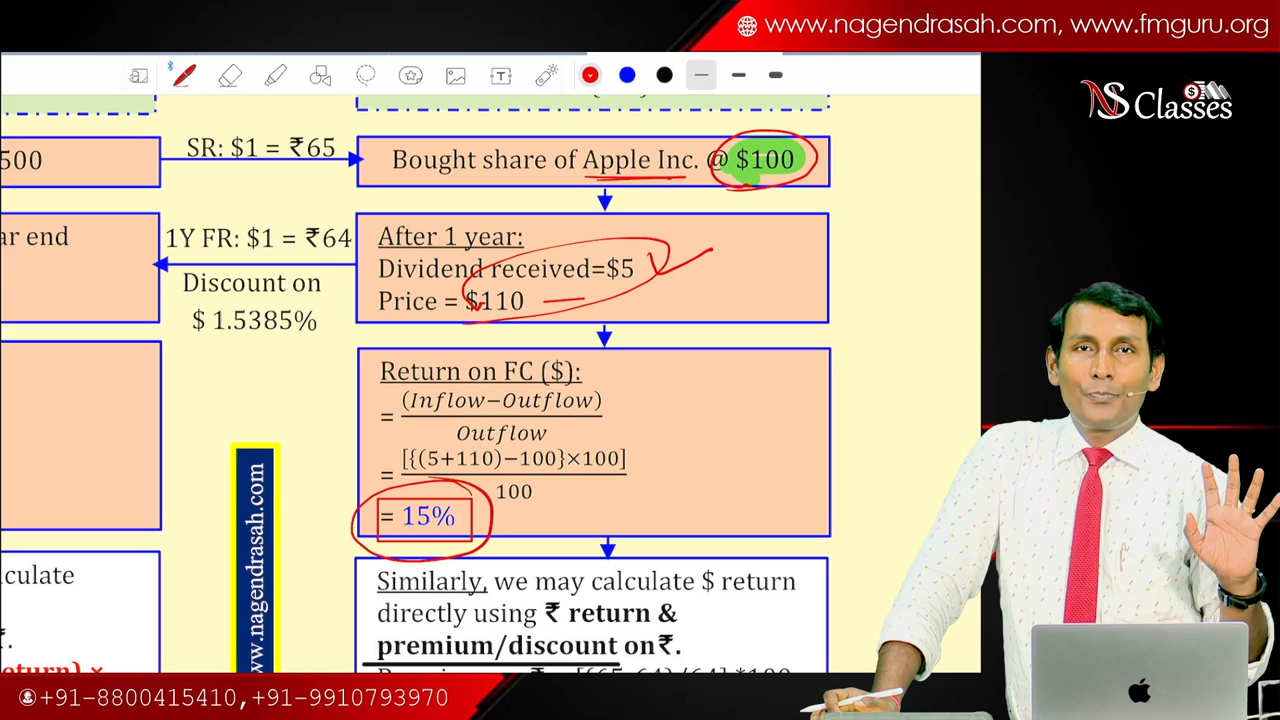 www.nagendrasah.com, www.fmguru.org
NS Classes
500
SR: $1 = ₹65
Bought share of Apple Inc. @ $100
ar end
1Y FR: $1 = ₹64
Discount on
$ 1.5385%
After 1 year:
Dividend received=$5
Price = $110
Return on FC ($):
= (Inflow−Outflow)
Outflow
= [{(5+110)−100}×100]
100
= 15%
www.nagendrasah.com
culate
₹.
eturn) ×
Similarly, we may calculate $ return
directly using ₹ return &
premium/discount on₹.
+91-8800415410,+91-9910793970